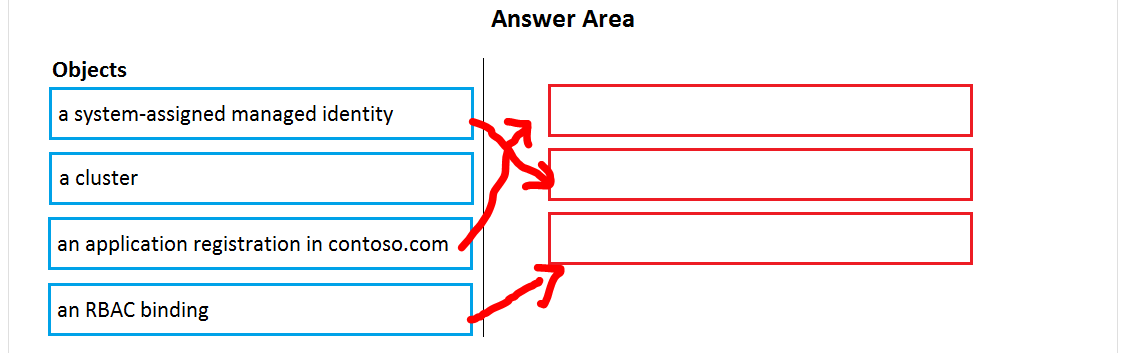 Answer Area
Objects
a system-assigned managed identity
a cluster
an application registration in contoso.com
an RBAC binding